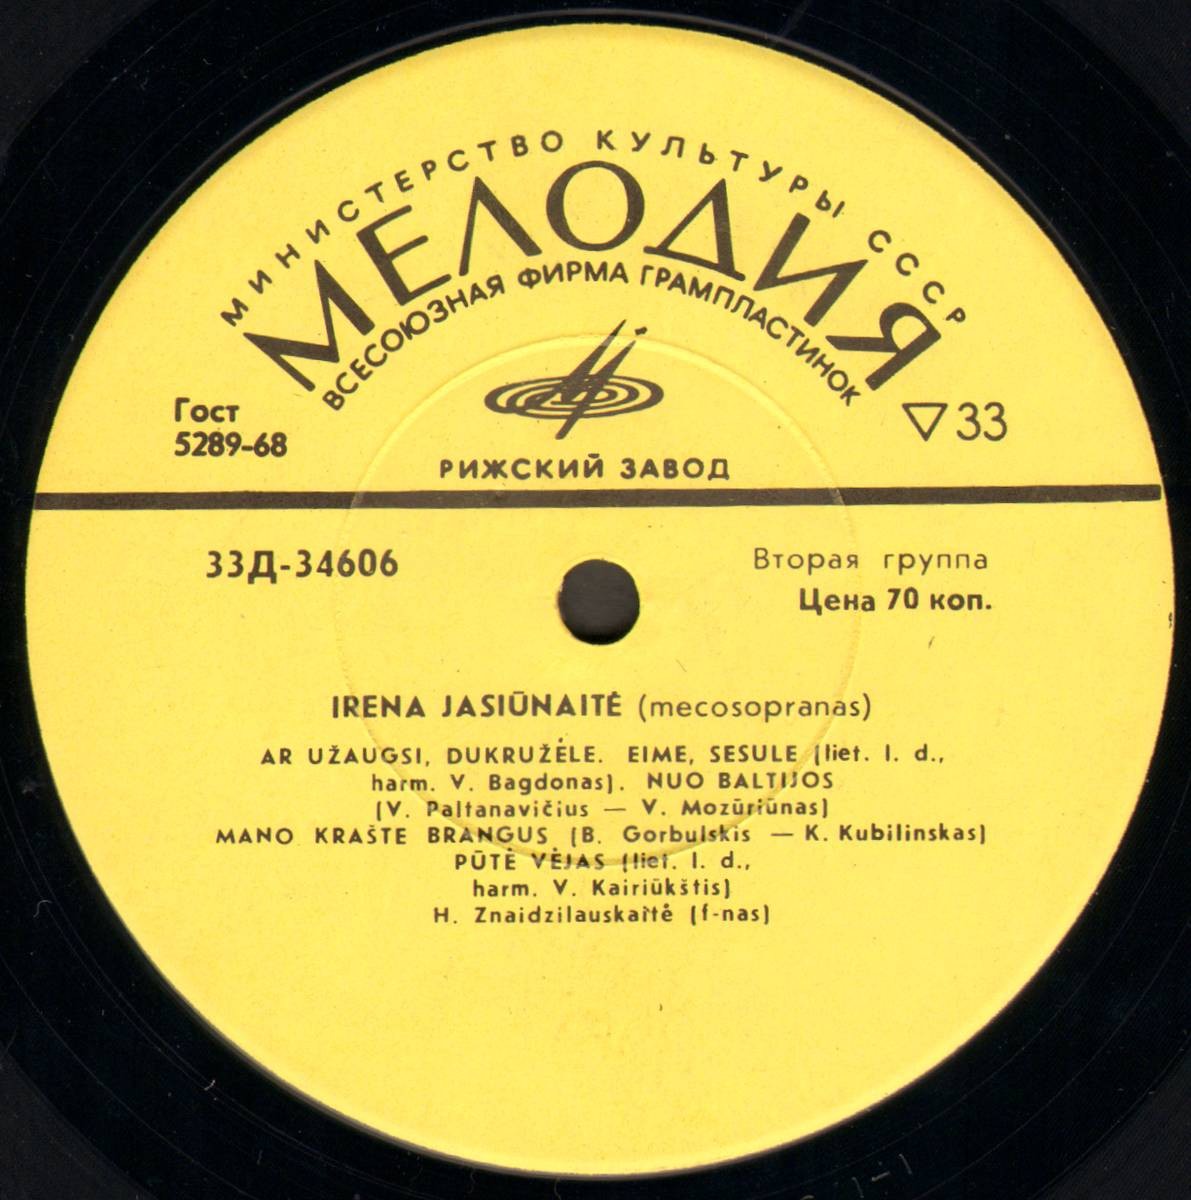 МИНИСТЕРСТВО КУЛЬТУРЫ СССР
МЕЛОДИЯ
ВСЕСОЮЗНАЯ ФИРМА ГРАМПЛАСТИНОК
Гост
5289-68
▽33
РИЖСКИЙ ЗАВОД
33Д-34606
Вторая группа
Цена 70 коп.
IRENA JASIŪNAITĖ (mecosopranas)
AR UŽAUGSI, DUKRUŽĖLE. EIME, SESULE (liet. l. d.,
harm. V. Bagdonas). NUO BALTIJOS
(V. Paltanavičius — V. Mozūriūnas)
MANO KRAŠTE BRANGUS (B. Gorbulskis — K. Kubilinskas)
PŪTĖ VĖJAS (liet. l. d.,
harm. V. Kairiūkštis)
H. Znaidzilauskaitė (f-nas)